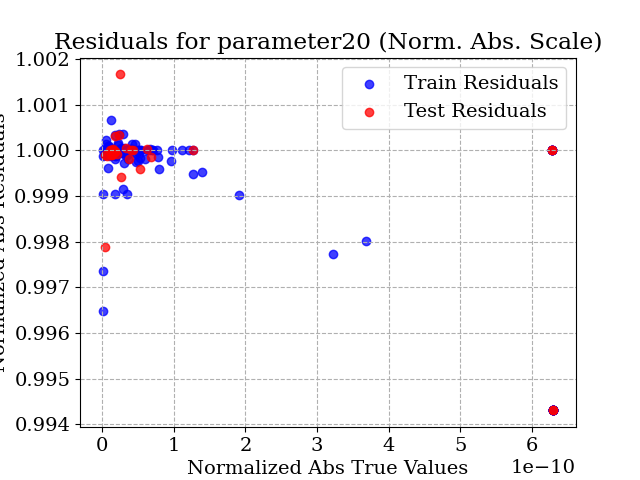 Residuals for parameter20 (Norm. Abs. Scale)
1.002
1.001
1.000
0.999
0.998
0.997
0.996
0.995
0.994
Train Residuals
Test Residuals
0 1 2 3 4 5 6
1e−10
Normalized Abs True Values
Normalized Abs Residuals